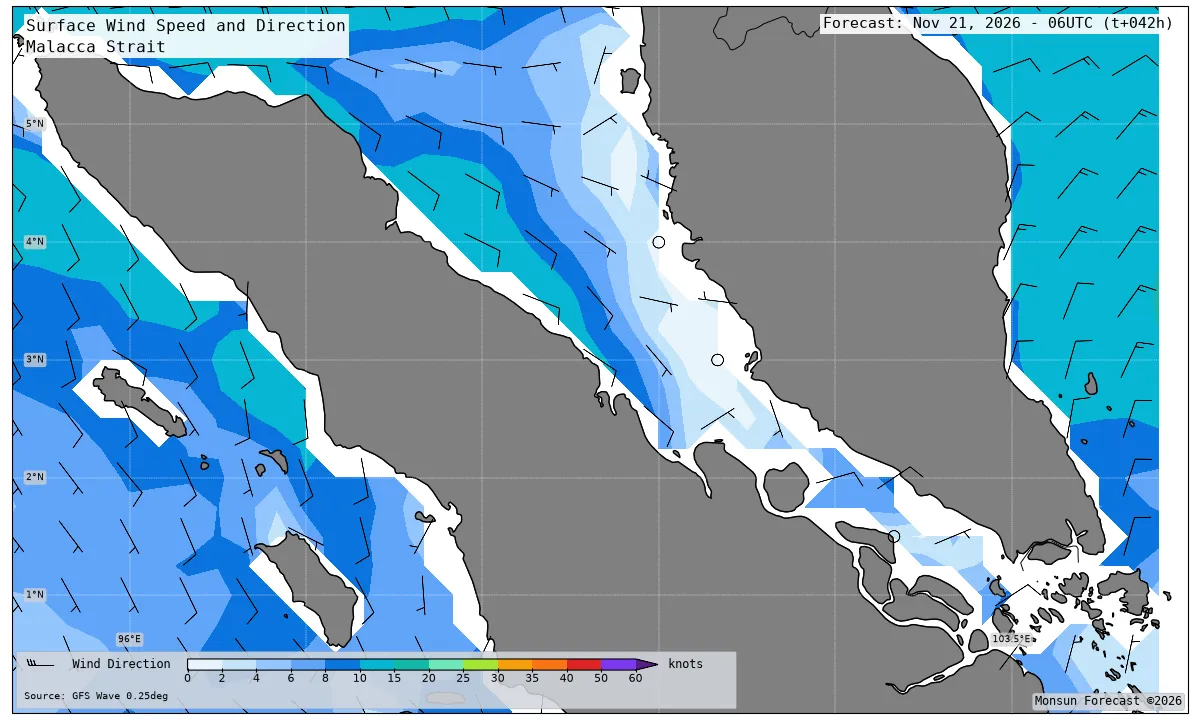 Surface Wind Speed and Direction
Malacca Strait
Forecast: Nov 21, 2026 - 06UTC (t+042h)
5°N
4°N
3°N
2°N
1°N
96°E
103.5°E
Wind Direction
0 2 4 6 8 10 15 20 25 30 35 40 50 60
knots
Source: GFS Wave 0.25deg
Monsun Forecast ©2026